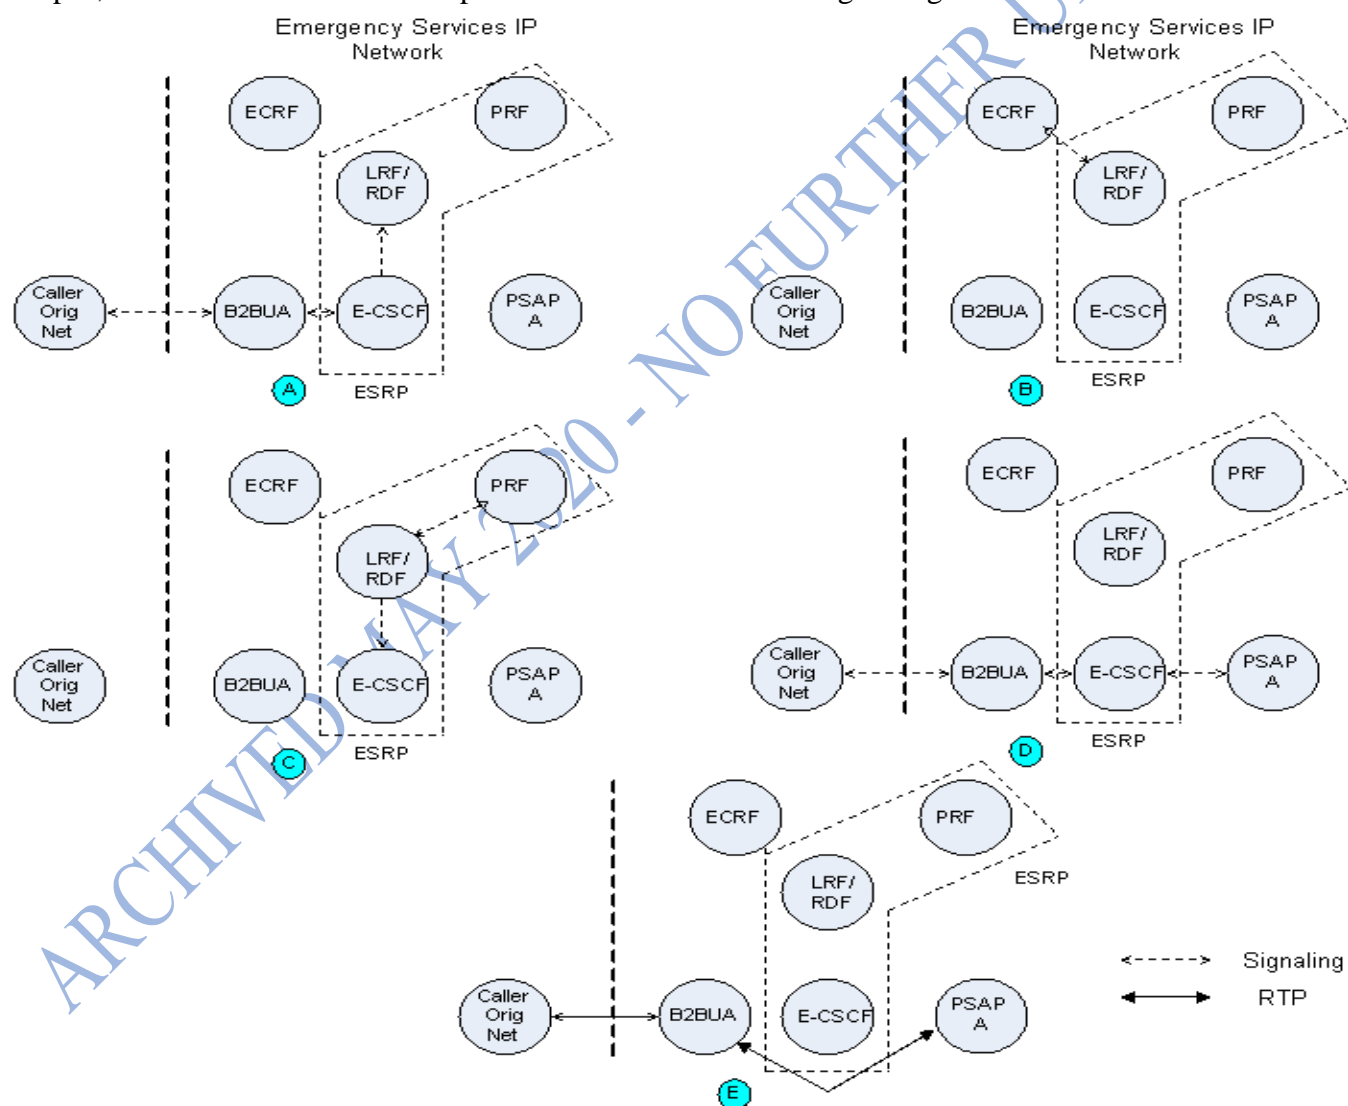 Emergency Services IP
Network
Emergency Services IP
Network
ECRF
PRF
LRF/
RDF
Caller
Orig
Net
B2BUA
E-CSCF
PSAP
A
A
ESRP
ECRF
PRF
LRF/
RDF
Caller
Orig
Net
B2BUA
E-CSCF
PSAP
A
B
ESRP
ECRF
PRF
LRF/
RDF
Caller
Orig
Net
B2BUA
E-CSCF
PSAP
A
C
ESRP
ECRF
PRF
LRF/
RDF
Caller
Orig
Net
B2BUA
E-CSCF
PSAP
A
D
ESRP
ECRF
PRF
LRF/
RDF
ESRP
Caller
Orig
Net
B2BUA
E-CSCF
PSAP
A
E
Signaling
RTP
ARCHIVED MAY 2020 - NO FURTHER